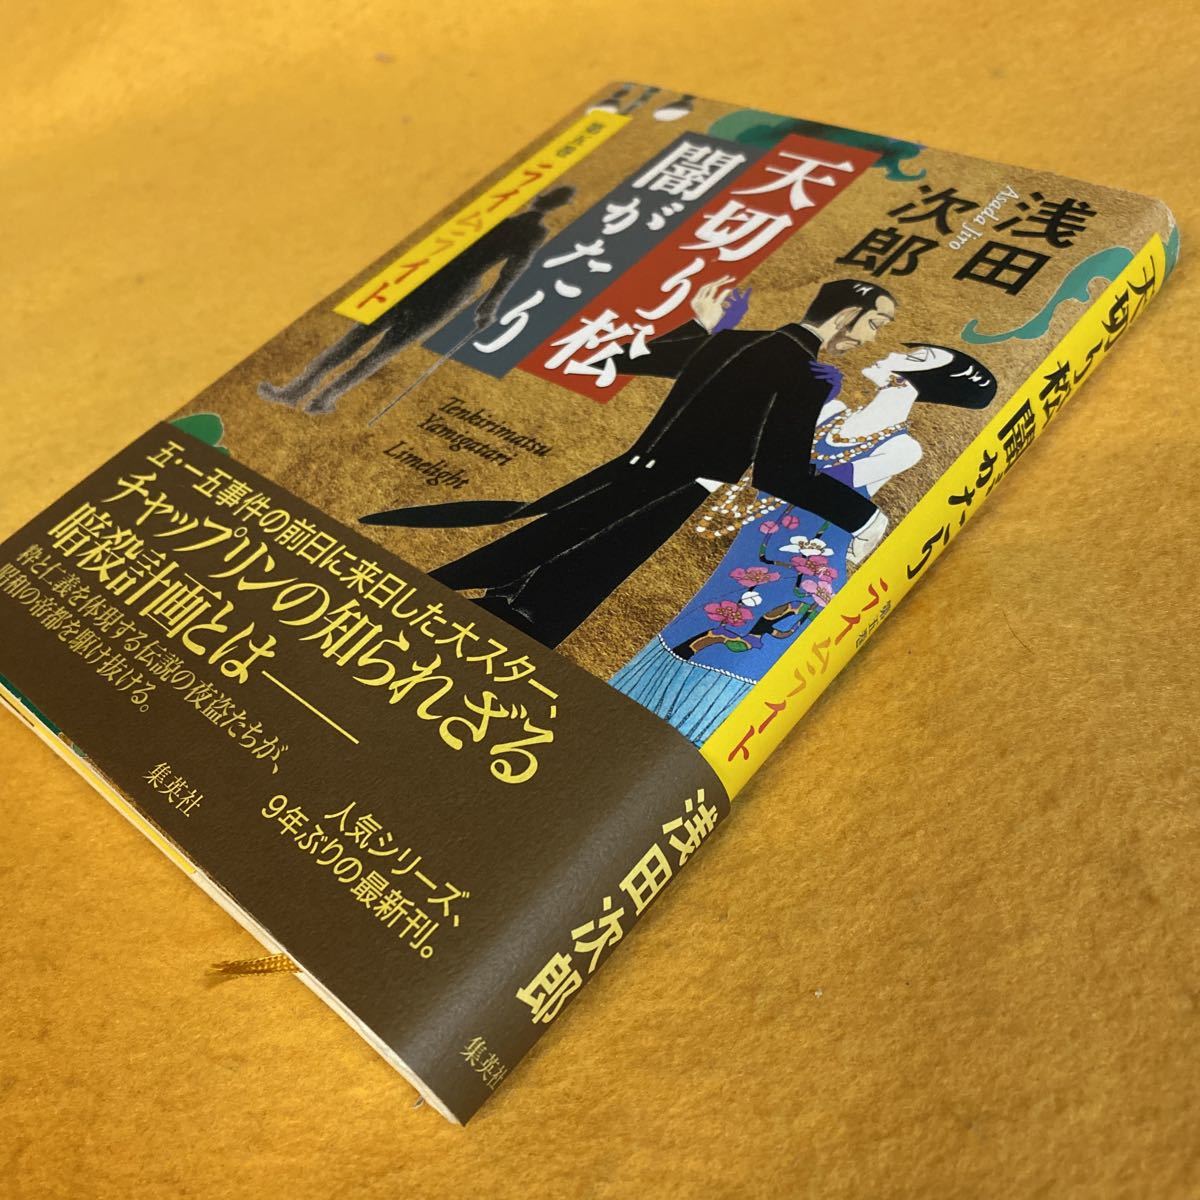 浅田
次郎
Asada Jiro
天切り松
闇がたり
第五巻 ライムライト
Tenkirimatsu
Yamigatari
Limelight
五・一五事件の前日に来日した大スター、
チャップリンの知られざる
暗殺計画とは――
粋と仁義を体現する伝説の夜盗たちが、
昭和の帝都を駆け抜ける。
人気シリーズ、
9年ぶりの最新刊。
集英社
天切り松 闇がたり 第五巻 ライムライト
浅田次郎
集英社